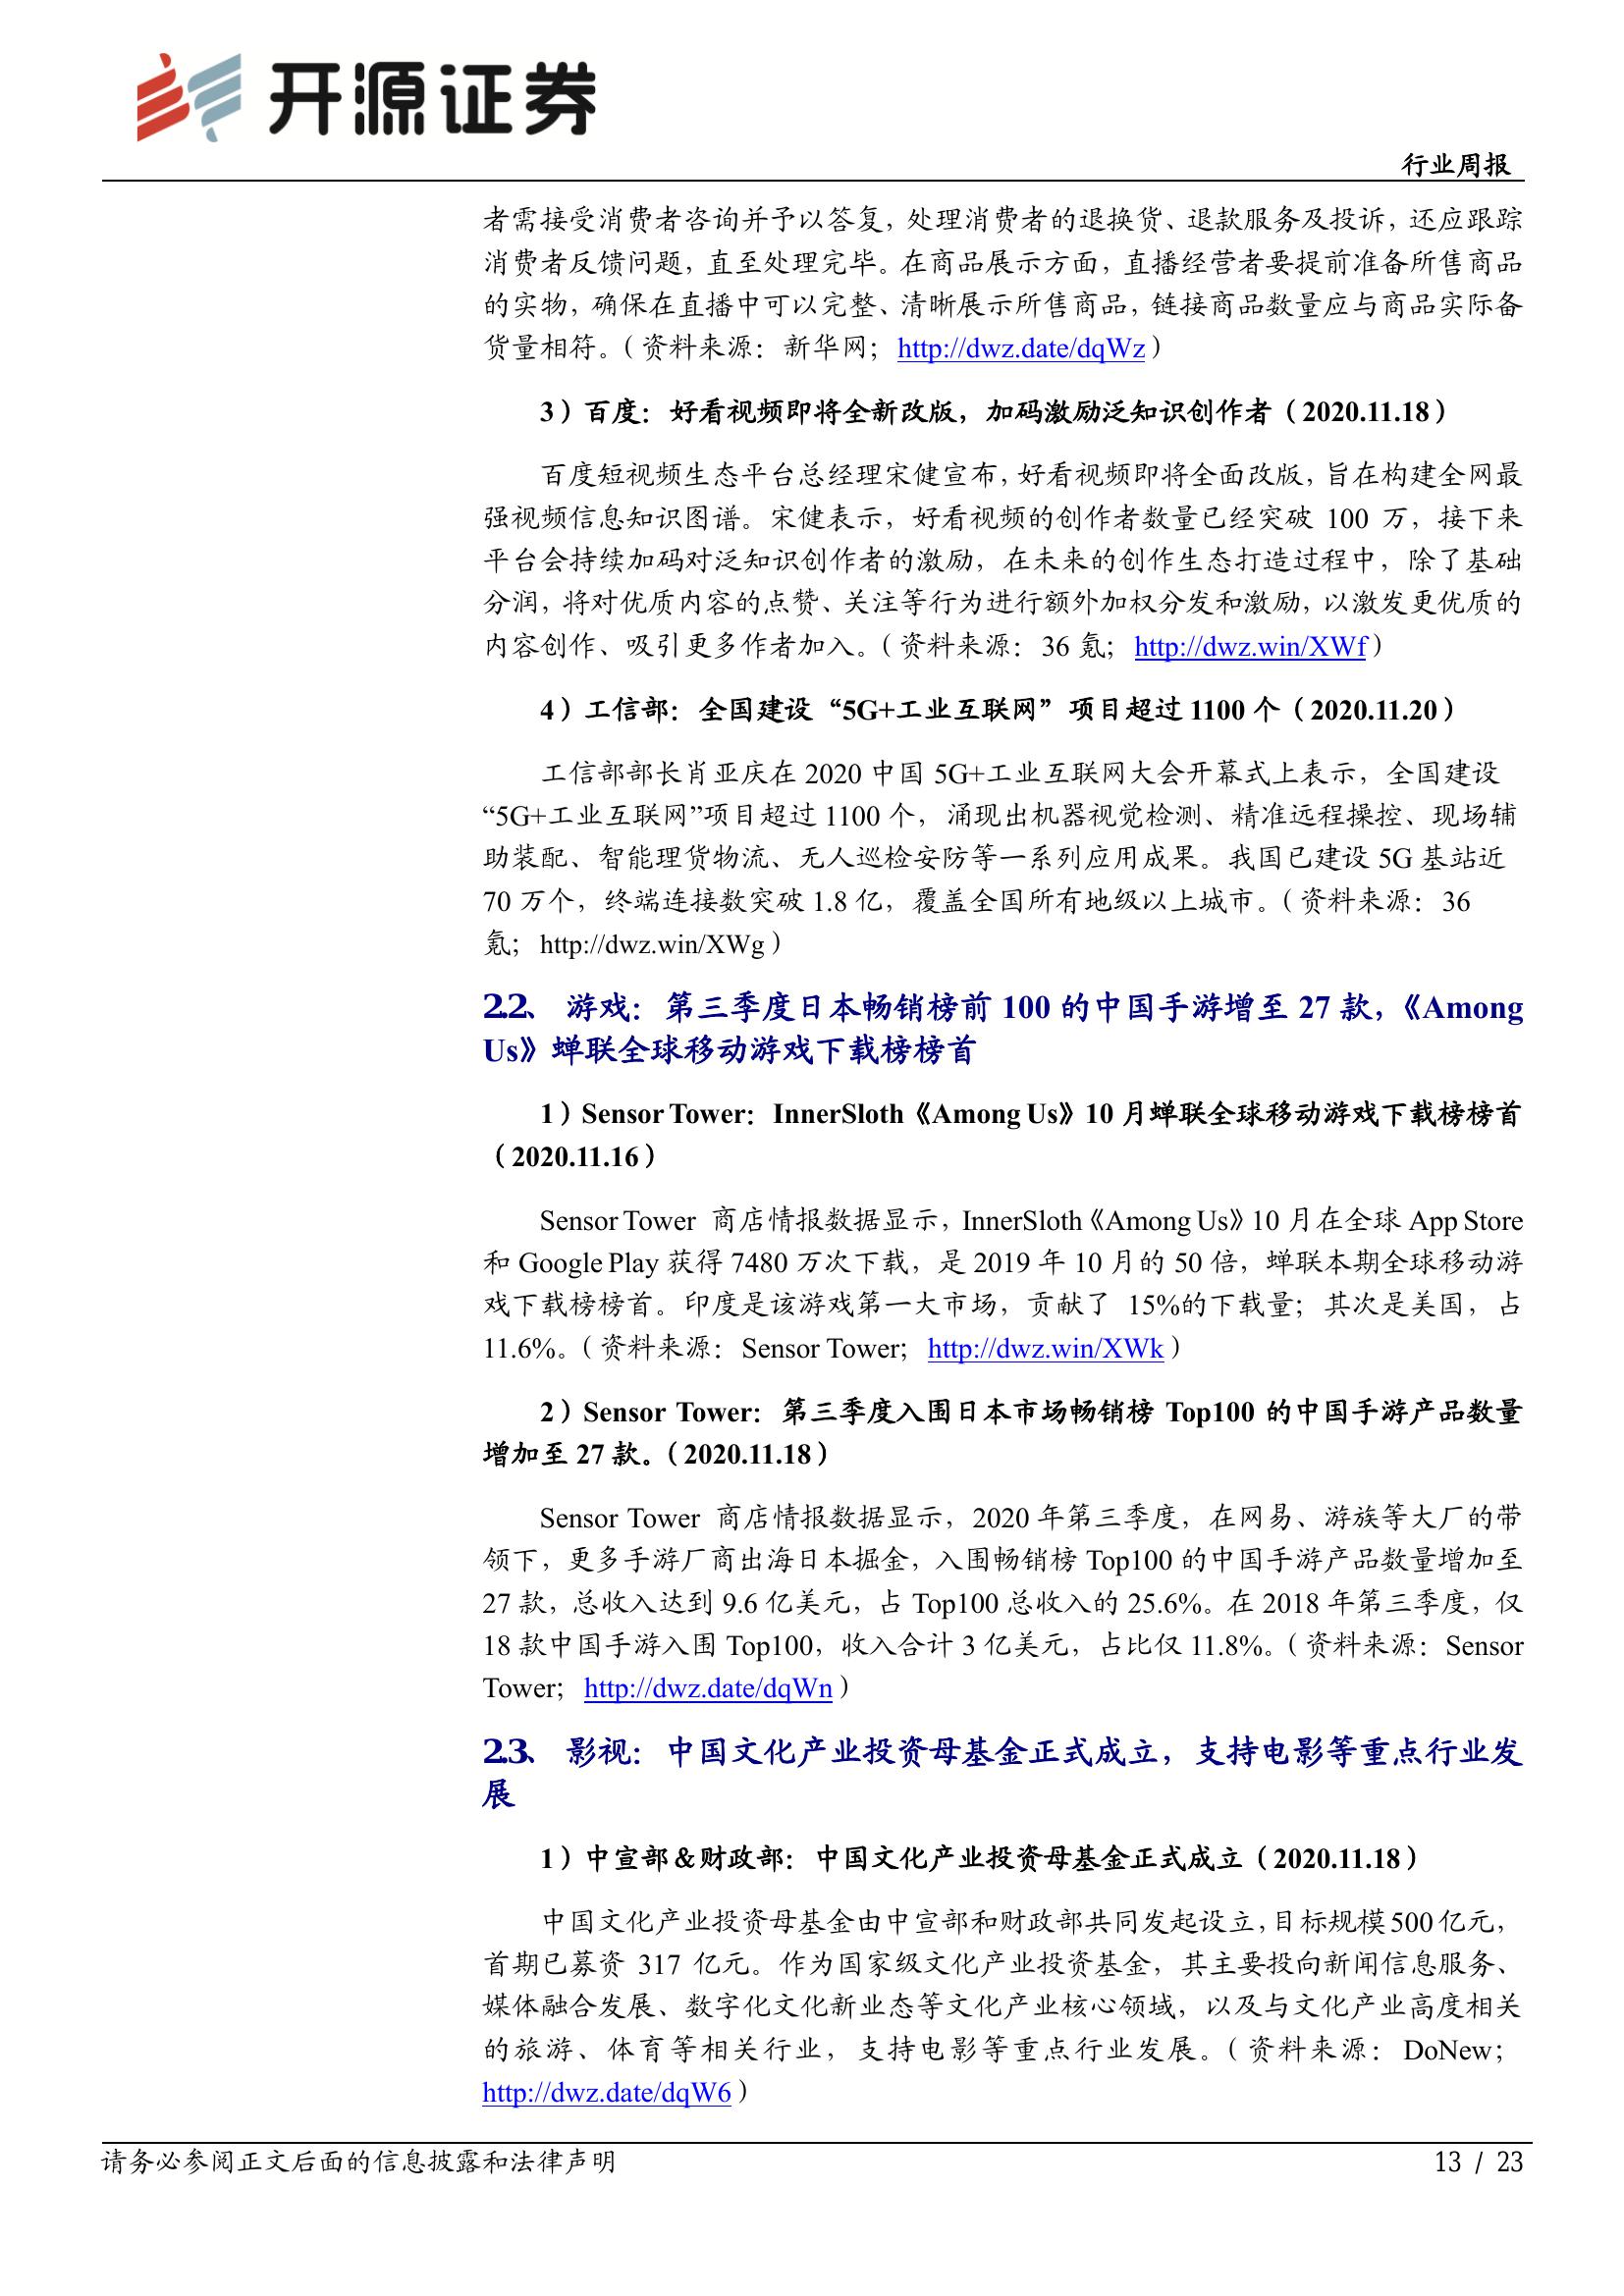 开源证券
行业周报
者需接受消费者咨询并予以答复，处理消费者的退换货、退款服务及投诉，还应跟踪
消费者反馈问题，直至处理完毕。在商品展示方面，直播经营者要提前准备所售商品
的实物，确保在直播中可以完整、清晰展示所售商品，链接商品数量应与商品实际备
货量相符。（资料来源：新华网；http://dwz.date/dqWz）
3）百度：好看视频即将全新改版，加码激励泛知识创作者（2020.11.18）
百度短视频生态平台总经理宋健宣布，好看视频即将全面改版，旨在构建全网最
强视频信息知识图谱。宋健表示，好看视频的创作者数量已经突破 100 万，接下来
平台会持续加码对泛知识创作者的激励，在未来的创作生态打造过程中，除了基础
分润，将对优质内容的点赞、关注等行为进行额外加权分发和激励，以激发更优质的
内容创作、吸引更多作者加入。（资料来源：36 氪；http://dwz.win/XWf）
4）工信部：全国建设“5G+工业互联网”项目超过 1100 个（2020.11.20）
工信部部长肖亚庆在 2020 中国 5G+工业互联网大会开幕式上表示，全国建设
“5G+工业互联网”项目超过 1100 个，涌现出机器视觉检测、精准远程操控、现场辅
助装配、智能理货物流、无人巡检安防等一系列应用成果。我国已建设 5G 基站近
70 万个，终端连接数突破 1.8 亿，覆盖全国所有地级以上城市。（资料来源：36
氪；http://dwz.win/XWg）
2.2、 游戏：第三季度日本畅销榜前 100 的中国手游增至 27 款，《Among
Us》蝉联全球移动游戏下载榜榜首
1）Sensor Tower：InnerSloth《Among Us》10 月蝉联全球移动游戏下载榜榜首
（2020.11.16）
Sensor Tower 商店情报数据显示，InnerSloth《Among Us》10 月在全球 App Store
和 Google Play 获得 7480 万次下载，是 2019 年 10 月的 50 倍，蝉联本期全球移动游
戏下载榜榜首。印度是该游戏第一大市场，贡献了 15%的下载量；其次是美国，占
11.6%。（资料来源：Sensor Tower；http://dwz.win/XWk）
2）Sensor Tower：第三季度入围日本市场畅销榜 Top100 的中国手游产品数量
增加至 27 款。（2020.11.18）
Sensor Tower 商店情报数据显示，2020 年第三季度，在网易、游族等大厂的带
领下，更多手游厂商出海日本掘金，入围畅销榜 Top100 的中国手游产品数量增加至
27 款，总收入达到 9.6 亿美元，占 Top100 总收入的 25.6%。在 2018 年第三季度，仅
18 款中国手游入围 Top100，收入合计 3 亿美元，占比仅 11.8%。（资料来源：Sensor
Tower；http://dwz.date/dqWn）
2.3、 影视：中国文化产业投资母基金正式成立，支持电影等重点行业发
展
1）中宣部＆财政部：中国文化产业投资母基金正式成立（2020.11.18）
中国文化产业投资母基金由中宣部和财政部共同发起设立，目标规模500亿元，
首期已募资 317 亿元。作为国家级文化产业投资基金，其主要投向新闻信息服务、
媒体融合发展、数字化文化新业态等文化产业核心领域，以及与文化产业高度相关
的旅游、体育等相关行业，支持电影等重点行业发展。（资料来源：DoNew；
http://dwz.date/dqW6）
请务必参阅正文后面的信息披露和法律声明
13 / 23